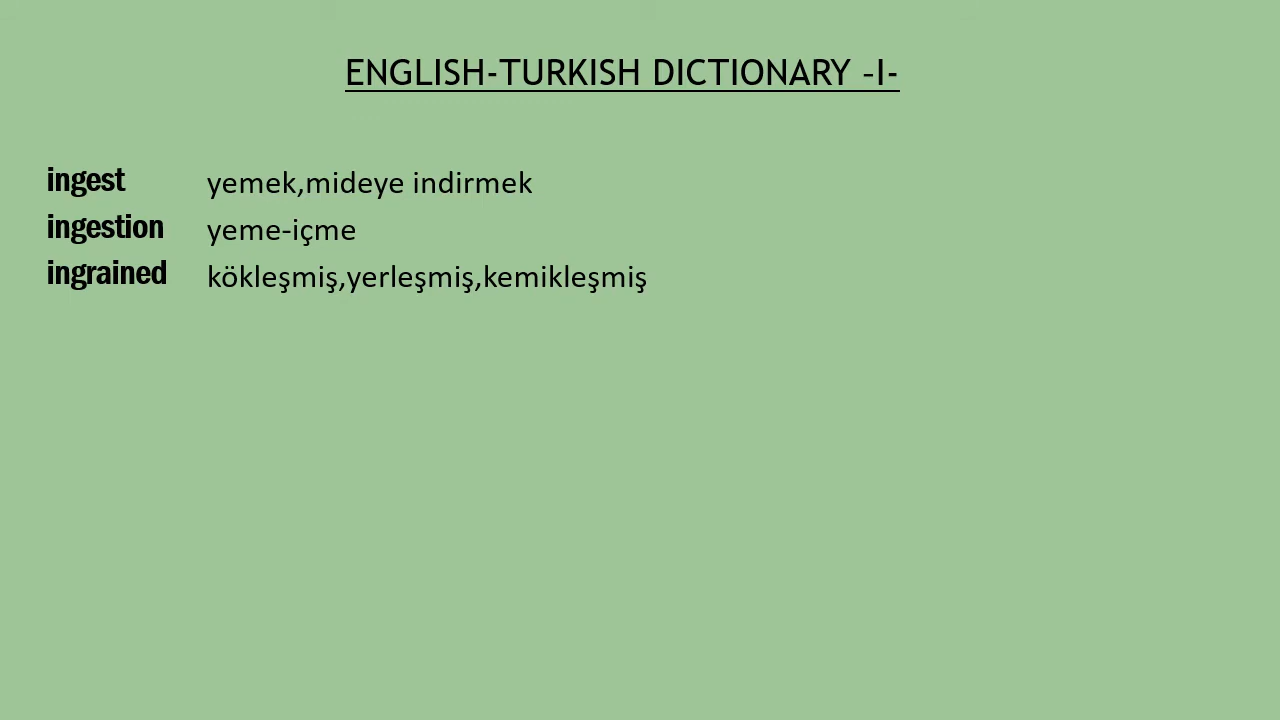 ENGLISH-TURKISH DICTIONARY –I-
ingest yemek,mideye indirmek
ingestion yeme-içme
ingrained kökleşmiş,yerleşmiş,kemikleşmiş